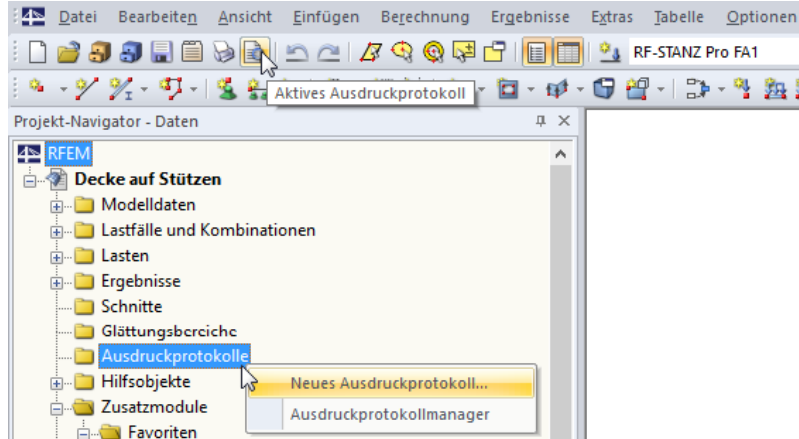 Datei Bearbeiten Ansicht Einfügen Berechnung Ergebnisse Extras Tabelle Optionen
RF-STANZ Pro FA1
Aktives Ausdruckprotokoll
Projekt-Navigator - Daten
RFEM
Decke auf Stützen
Modelldaten
Lastfälle und Kombinationen
Lasten
Ergebnisse
Schnitte
Glättungsbereiche
Ausdruckprotokolle
Hilfsobjekte
Neues Ausdruckprotokoll...
Zusatzmodule
Ausdruckprotokollmanager
Favoriten